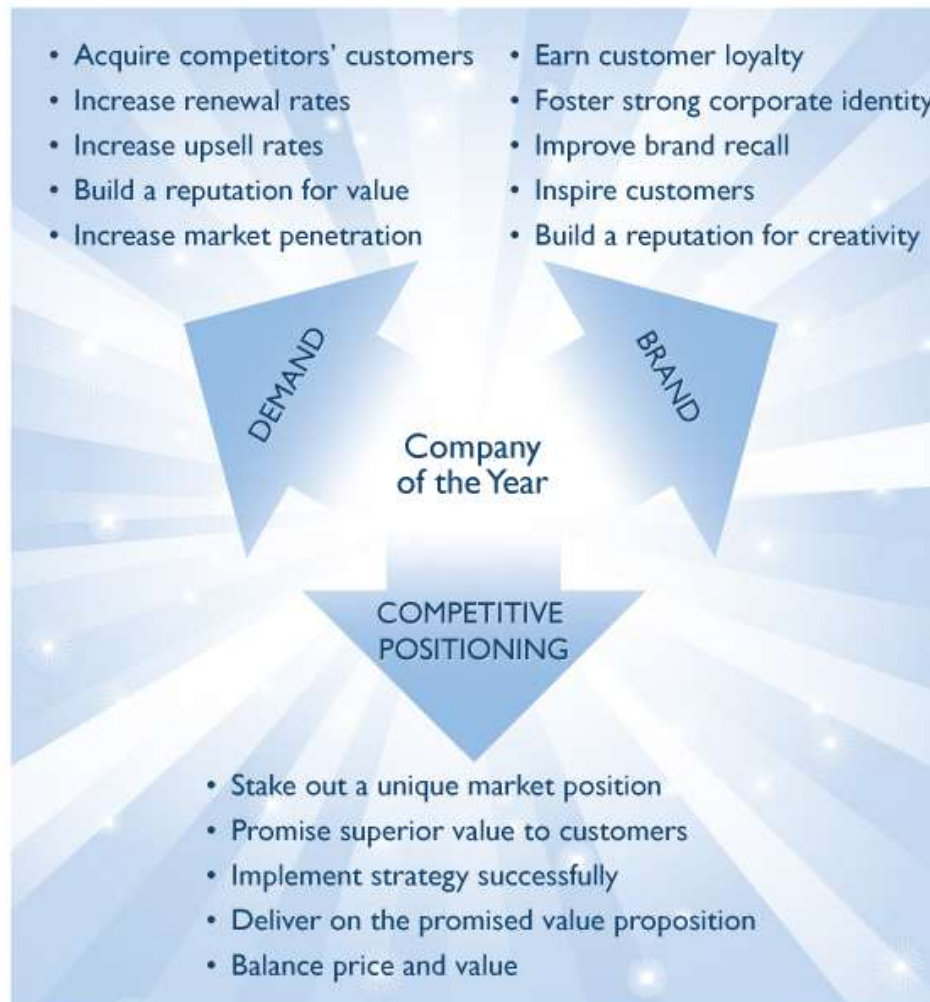 • Acquire competitors’ customers
• Increase renewal rates
• Increase upsell rates
• Build a reputation for value
• Increase market penetration
• Earn customer loyalty
• Foster strong corporate identity
• Improve brand recall
• Inspire customers
• Build a reputation for creativity
DEMAND
BRAND
Company
of the Year
COMPETITIVE
POSITIONING
• Stake out a unique market position
• Promise superior value to customers
• Implement strategy successfully
• Deliver on the promised value proposition
• Balance price and value